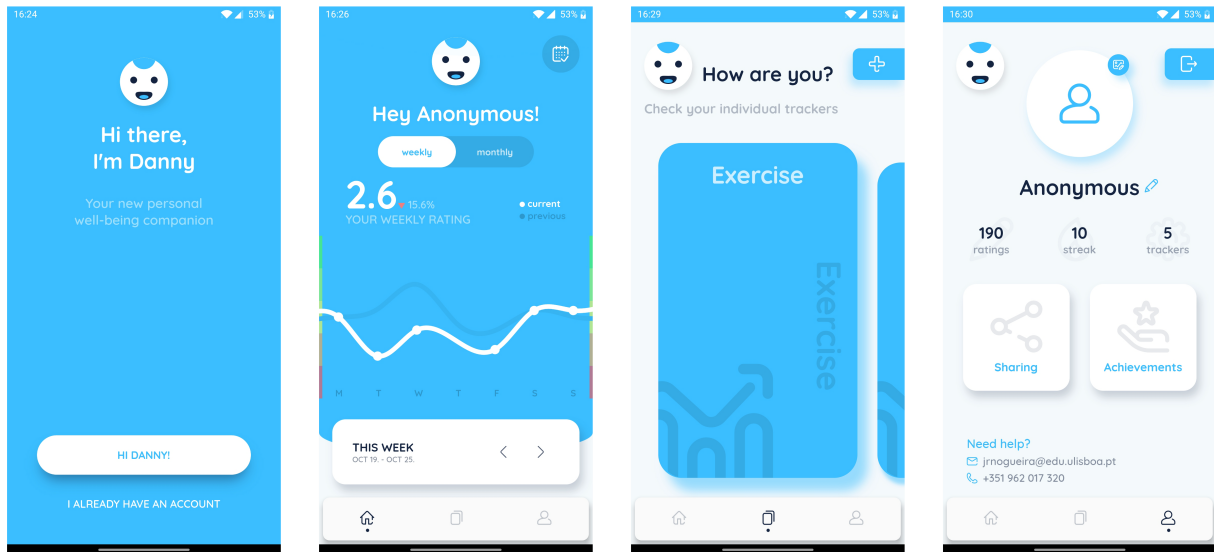 16:24
53%
Hi there,
I'm Danny
Your new personal
well-being companion
HI DANNY!
I ALREADY HAVE AN ACCOUNT
16:26
53%
Hey Anonymous!
weekly monthly
2.6 15.6%
YOUR WEEKLY RATING
current
previous
M T W T F S S
THIS WEEK
OCT 19. - OCT 25.
16:29
53%
How are you?
Check your individual trackers
Exercise
Exercise
16:30
53%
Anonymous
190 10 5
ratings streak trackers
Sharing Achievements
Need help?
jrnogueira@edu.ulisboa.pt
+351 962 017 320